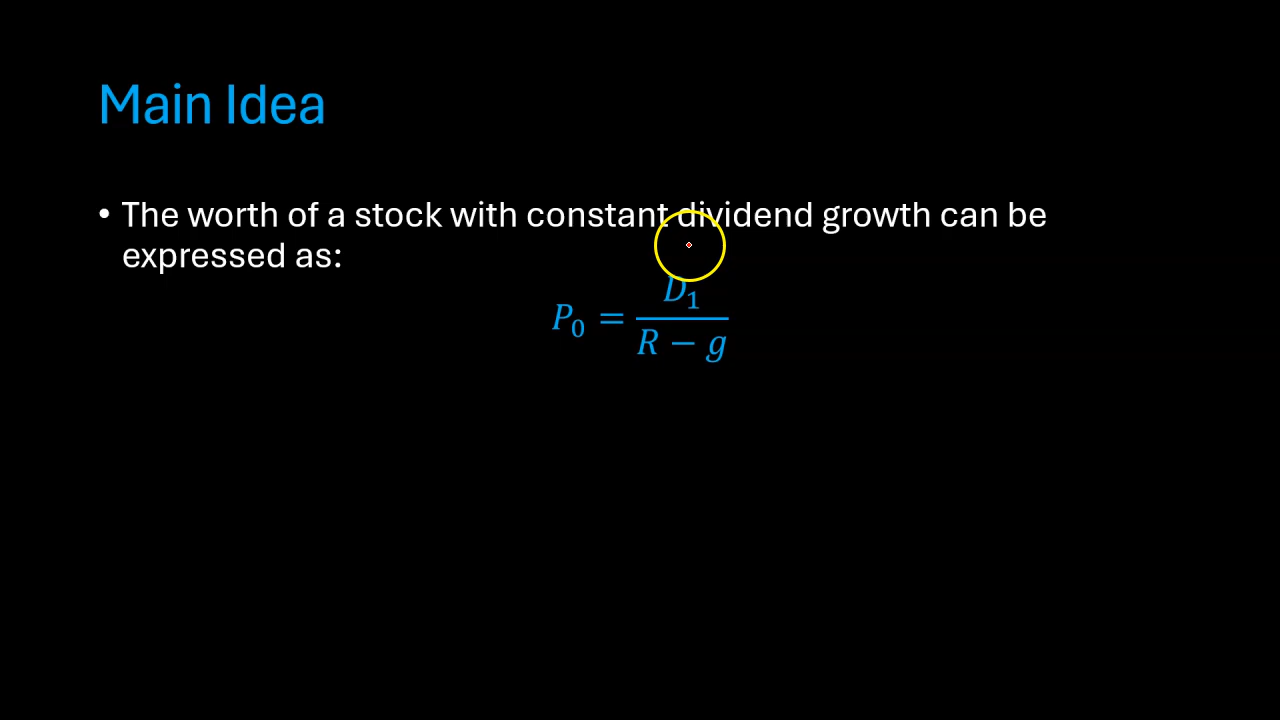 Main Idea
• The worth of a stock with constant dividend growth can be
expressed as:
P₀ = D₁ / (R − g)